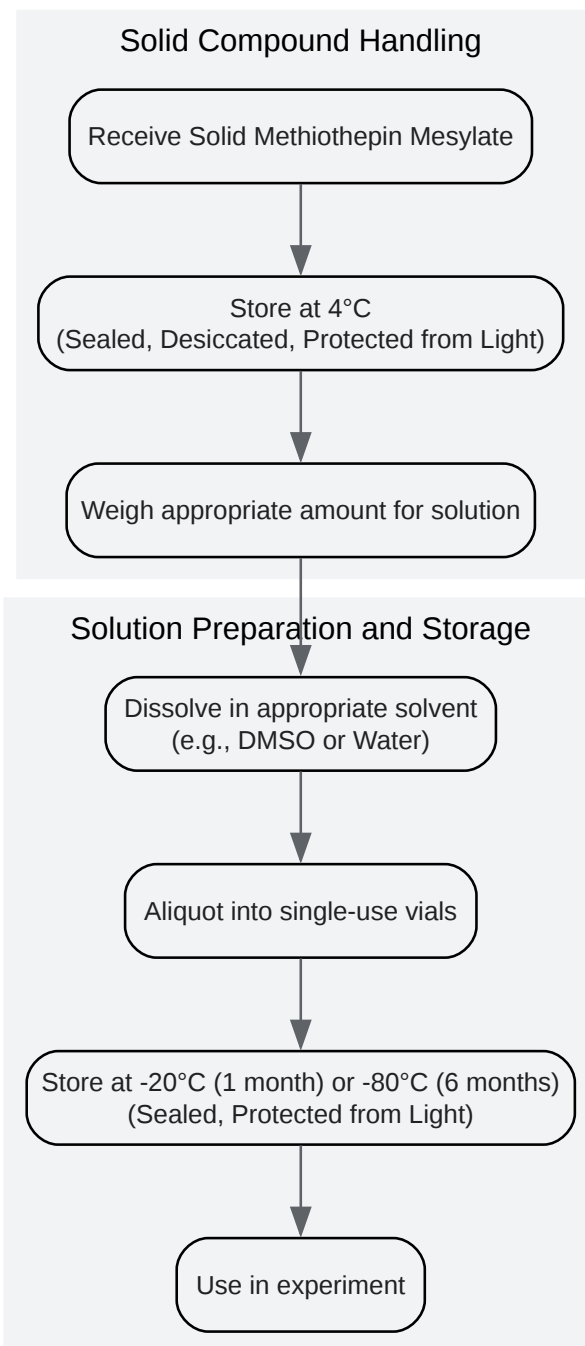 Solid Compound Handling
Receive Solid Methiothepin Mesylate
Store at 4°C
(Sealed, Desiccated, Protected from Light)
Weigh appropriate amount for solution
Solution Preparation and Storage
Dissolve in appropriate solvent
(e.g., DMSO or Water)
Aliquot into single-use vials
Store at -20°C (1 month) or -80°C (6 months)
(Sealed, Protected from Light)
Use in experiment